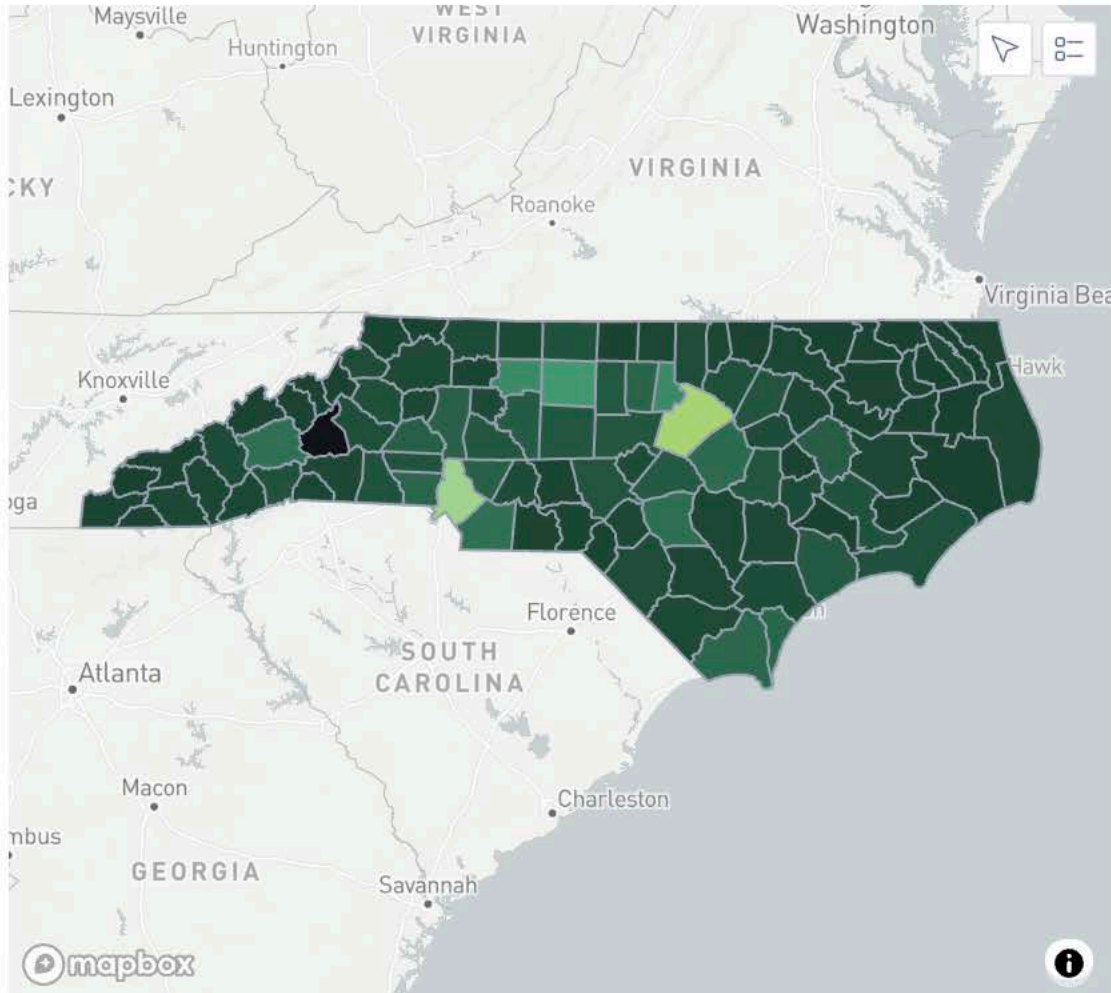 Maysville
WEST
VIRGINIA
Washington
Huntington
Lexington
CKY
VIRGINIA
Roanoke
Virginia Bea
Knoxville
Hawk
oga
n
Florence
SOUTH
CAROLINA
Atlanta
Macon
Charleston
mbus
GEORGIA
Savannah
mapbox
i